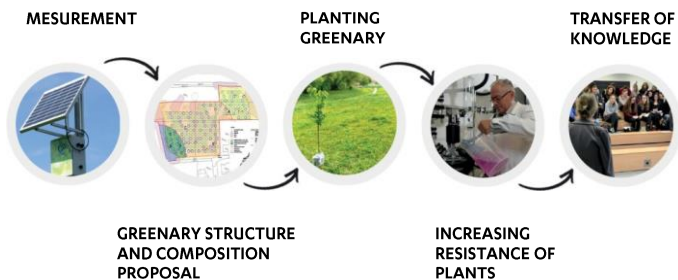 MESUREMENT
PLANTING
GREENARY
TRANSFER OF
KNOWLEDGE
GREENARY STRUCTURE
AND COMPOSITION
PROPOSAL
INCREASING
RESISTANCE OF
PLANTS